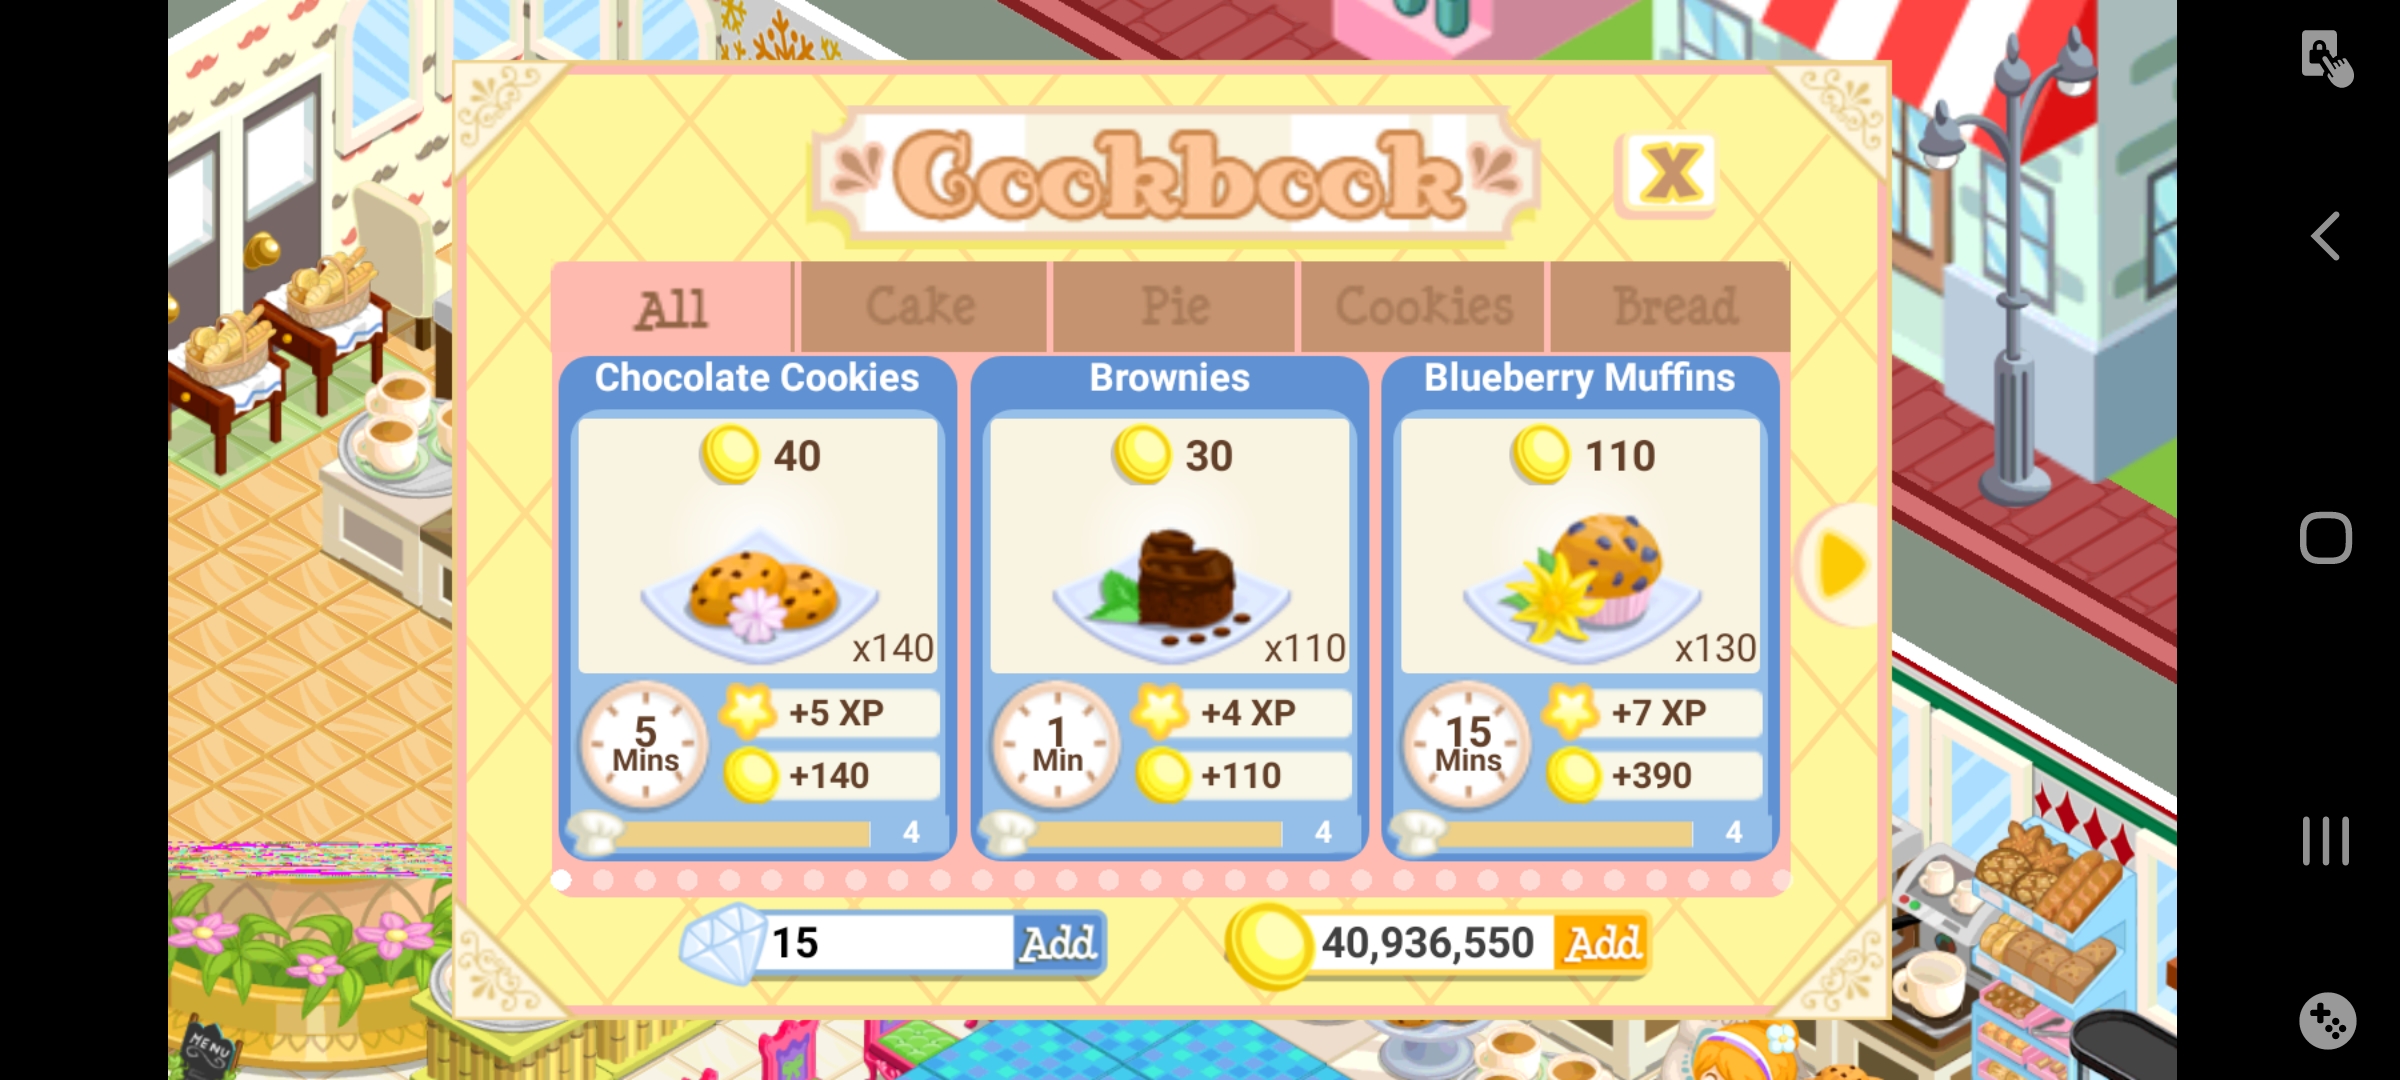 Cookbook
X
All
Cake
Pie
Cookies
Bread
Chocolate Cookies
40
x140
5
Mins
+5 XP
+140
4
Brownies
30
x110
1
Min
+4 XP
+110
4
Blueberry Muffins
110
x130
15
Mins
+7 XP
+390
4
15
Add
40,936,550
Add
MENU